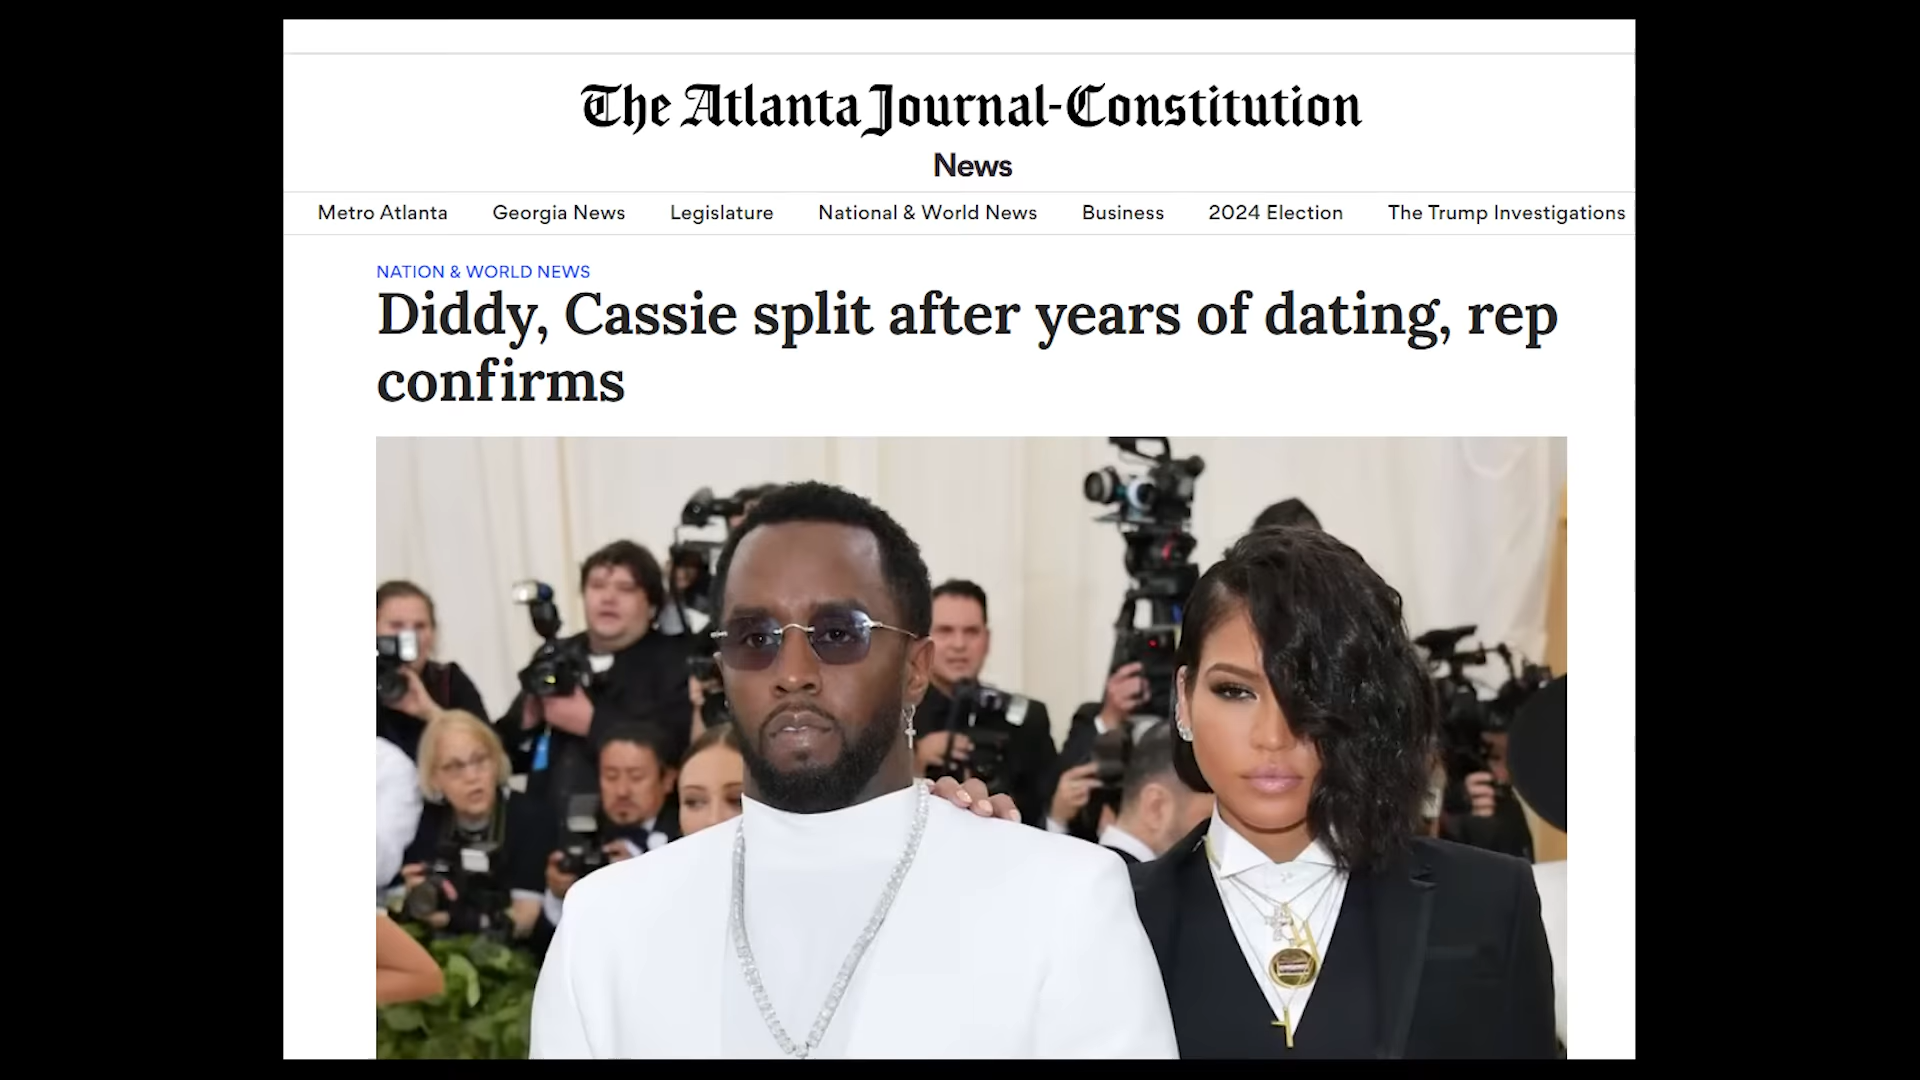 The Atlanta Journal-Constitution
News
Metro Atlanta Georgia News Legislature National & World News Business 2024 Election The Trump Investigations
NATION & WORLD NEWS
Diddy, Cassie split after years of dating, rep
confirms